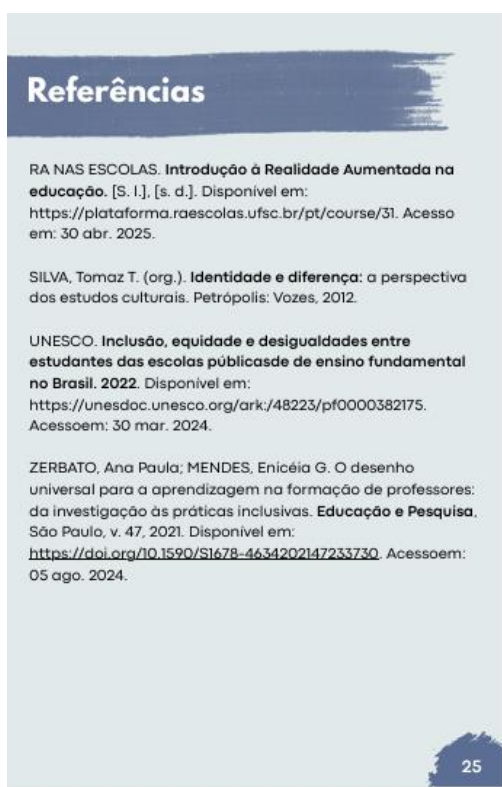 Referências
RA NAS ESCOLAS. Introdução à Realidade Aumentada na
educação. [S. l.], [s. d.]. Disponível em:
https://plataforma.raescolas.ufsc.br/pt/course/31. Acesso
em: 30 abr. 2025.
SILVA, Tomaz T. (org.). Identidade e diferença: a perspectiva
dos estudos culturais. Petrópolis: Vozes, 2012.
UNESCO. Inclusão, equidade e desigualdades entre
estudantes das escolas públicasde de ensino fundamental
no Brasil. 2022. Disponível em:
https://unesdoc.unesco.org/ark:/48223/pf0000382175.
Acessoem: 30 mar. 2024.
ZERBATO, Ana Paula; MENDES, Enicéia G. O desenho
universal para a aprendizagem na formação de professores:
da investigação às práticas inclusivas. Educação e Pesquisa,
São Paulo, v. 47, 2021. Disponível em:
https://doi.org/10.1590/S1678-4634202147233730. Acessoem:
05 ago. 2024.
25